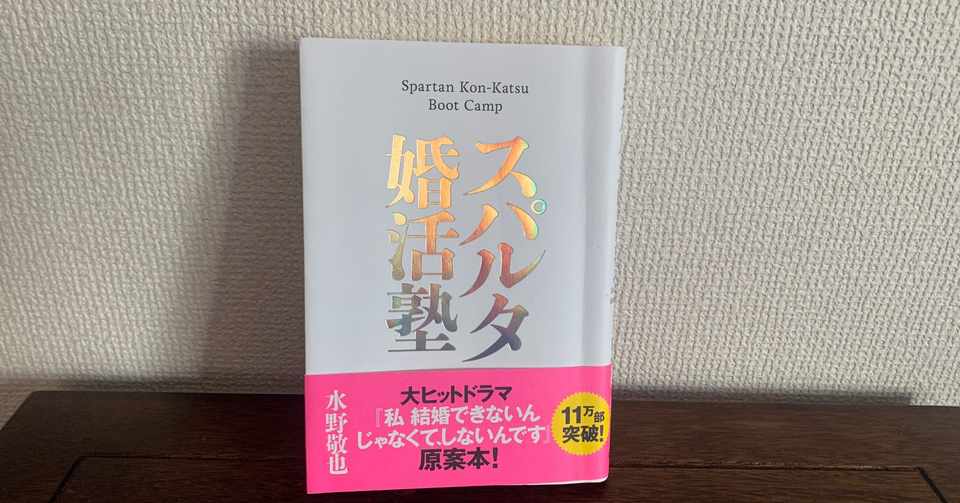 Spartan Kon-Katsu
Boot Camp
スパルタ
婚活塾
水野敬也
大ヒットドラマ
『私 結婚できないん
じゃなくて、しないんです』
原案本!
11万部
突破!